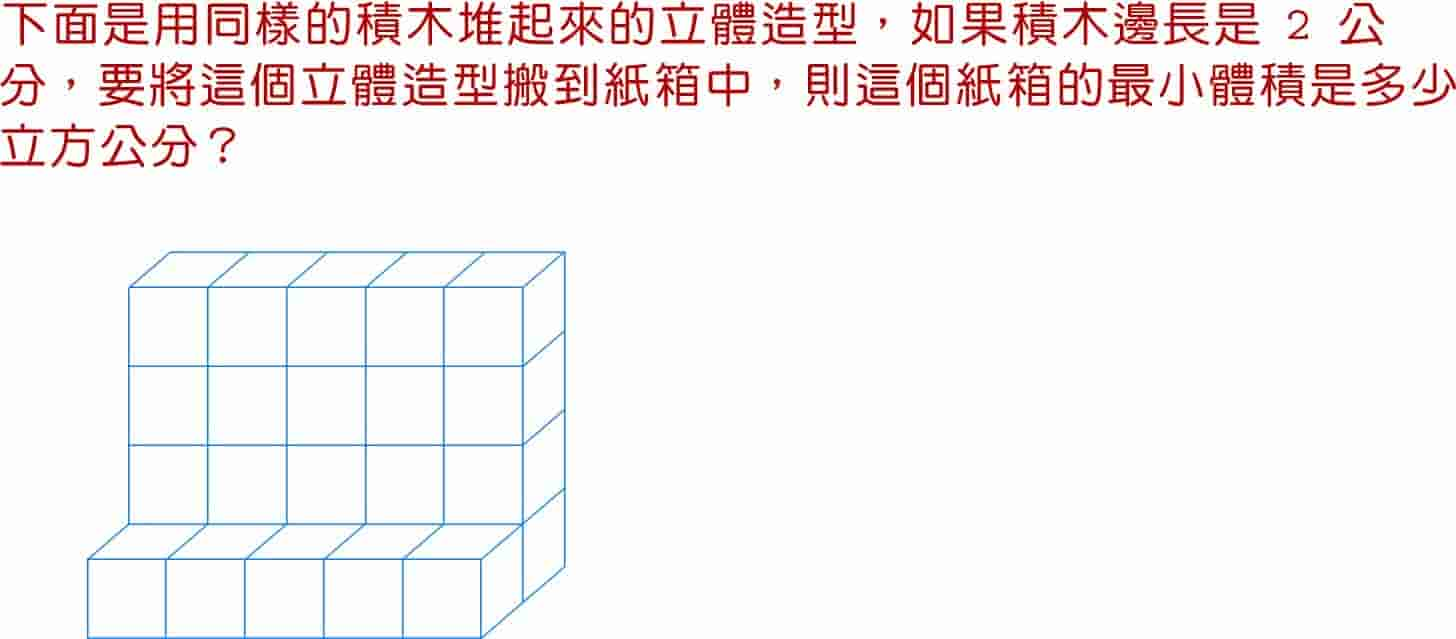 下面是用同樣的積木堆起來的立體造型，如果積木邊長是 2 公
分，要將這個立體造型搬到紙箱中，則這個紙箱的最小體積是多少
立方公分？